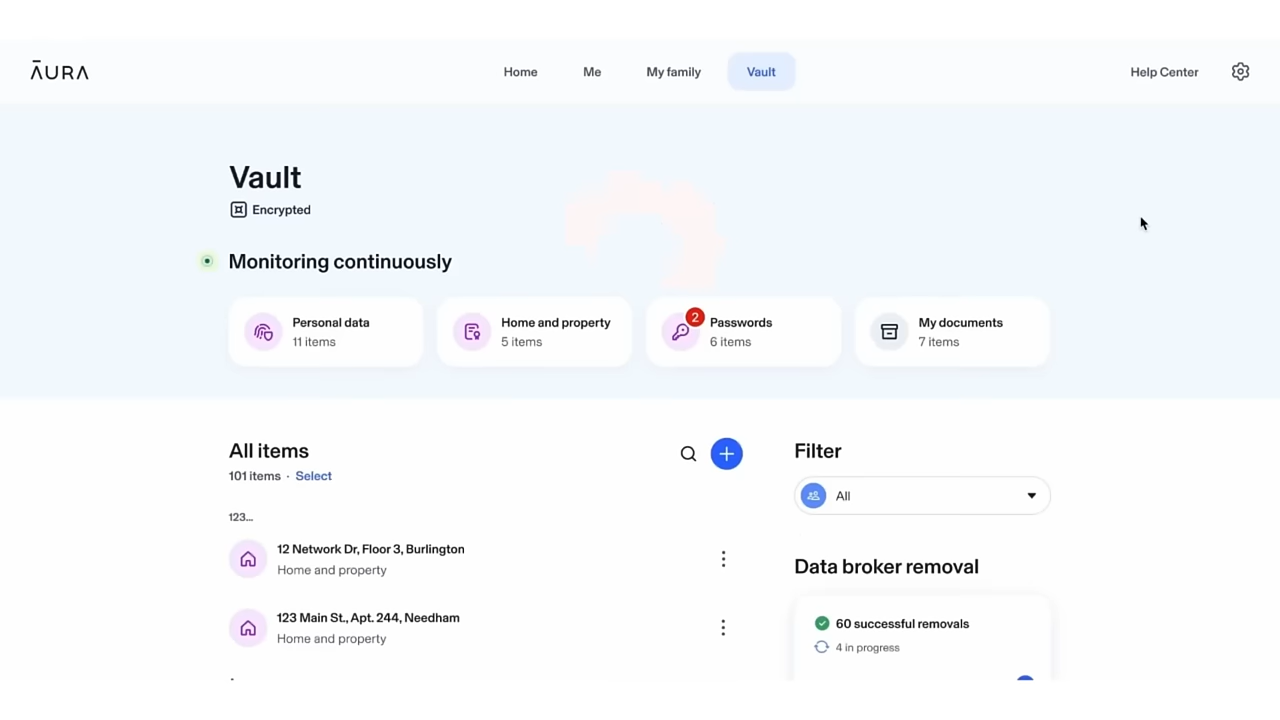 ĀURA
Home
Me
My family
Vault
Help Center
Vault
Encrypted
Monitoring continuously
Personal data
11 items
Home and property
5 items
2
Passwords
6 items
My documents
7 items
All items
101 items · Select
123...
12 Network Dr, Floor 3, Burlington
Home and property
123 Main St., Apt. 244, Needham
Home and property
Filter
All
Data broker removal
60 successful removals
4 in progress